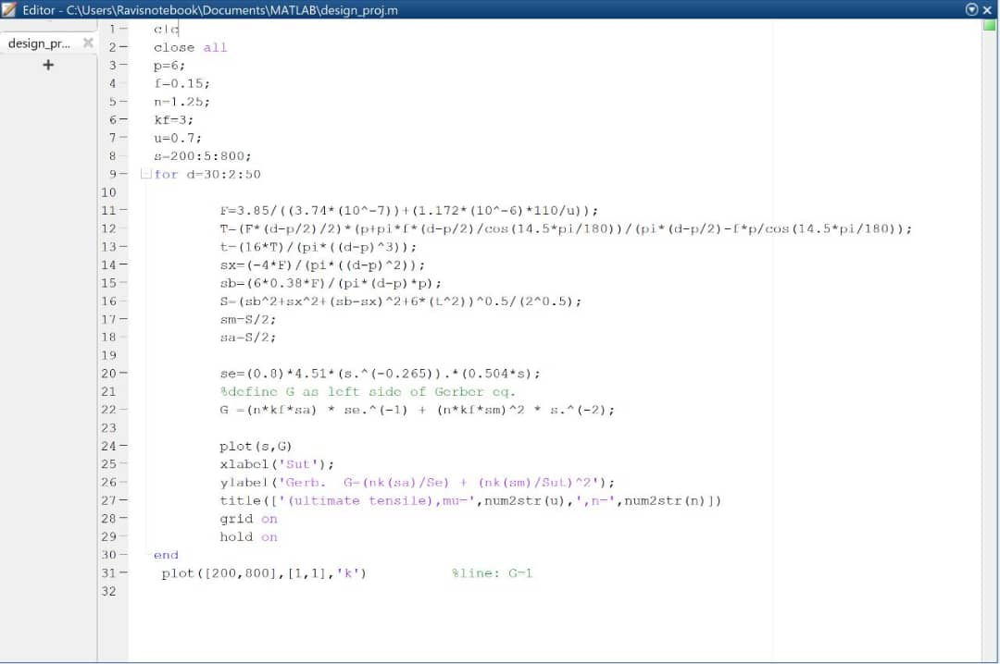 Editor - C:\Users\Ravisnotebook\Documents\MATLAB\design_proj.m
design_pr...
+
1 clc
2 close all
3 p=6;
4 f=0.15;
5 n=1.25;
6 kf=3;
7 u=0.7;
8 s=200:5:800;
9 for d=30:2:50
10
11 F=3.85/((3.74*(10^-7))+(1.172*(10^-6)*110/u));
12 T=(F*(d-p/2)/2)*(p+pi*f*(d-p/2)/cos(14.5*pi/180))/(pi*(d-p/2)-f*p/cos(14.5*pi/180));
13 t=(16*T)/(pi*((d-p)^3));
14 sx=(-4*F)/(pi*((d-p)^2));
15 sb=(6*0.38*F)/(pi*(d-p)*p);
16 S=(sb^2+sx^2+(sb-sx)^2+6*(t^2))^0.5/(2^0.5);
17 sm=S/2;
18 sa=S/2;
19
20 se=(0.8)*4.51*(s.^(-0.265)).*(0.504*s);
21 %define G as left side of Gerber eq.
22 G =(n*kf*sa) * se.^(-1) + (n*kf*sm)^2 * s.^(-2);
23
24 plot(s,G)
25 xlabel('Sut');
26 ylabel('Gerb.  G=(nk(sa)/Se) + (nk(sm)/Sut)^2');
27 title(['(ultimate tensile),mu=',num2str(u),',n=',num2str(n)])
28 grid on
29 hold on
30 end
31 plot([200,800],[1,1],'k') %line: G=1
32